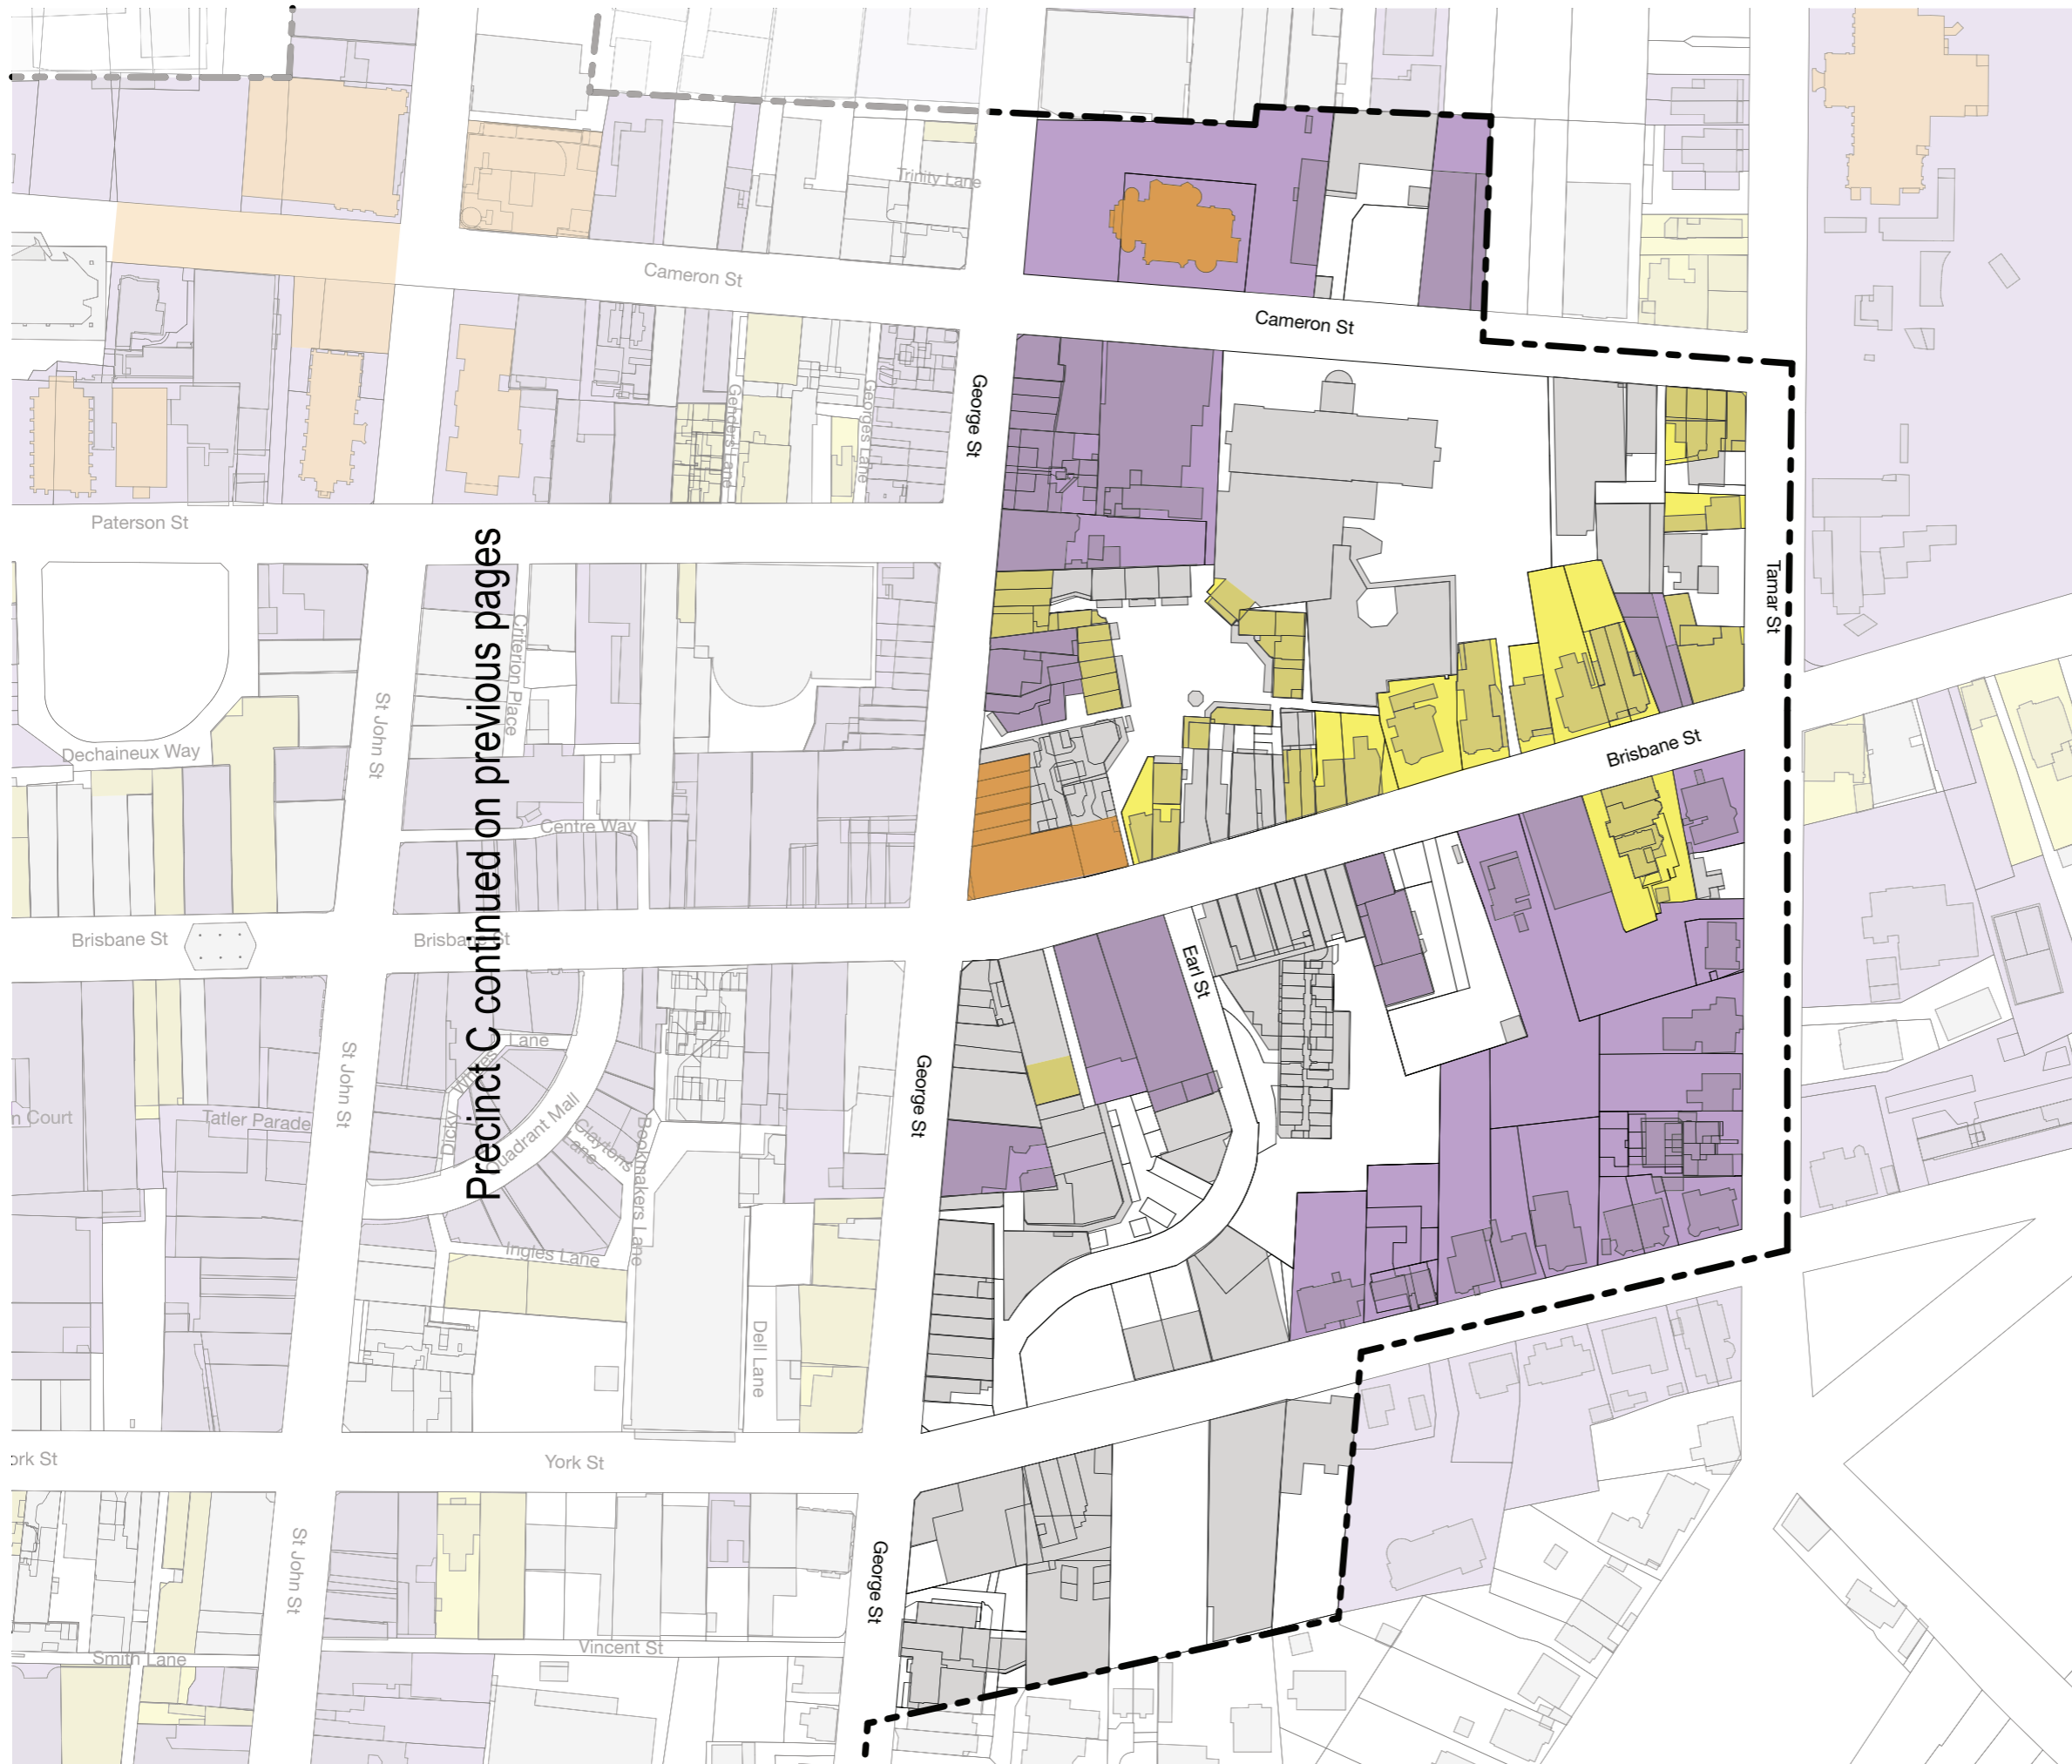 Trinity Lane
Cameron St
Cameron St
George St
Genders Lane
Georges Lane
Paterson St
Tamar St
Criterion Place
St John St
Dechaineux Way
Brisbane St
Centre Way
Precinct C continued on previous pages
Brisbane St
Brisbane St
Earl St
St John St
George St
Dicky Whites Lane
Quadrant Mall
Claytons Lane
Bookmakers Lane
n Court
Tatler Parade
Ingles Lane
Dell Lane
ork St
York St
St John St
George St
Vincent St
Smith Lane